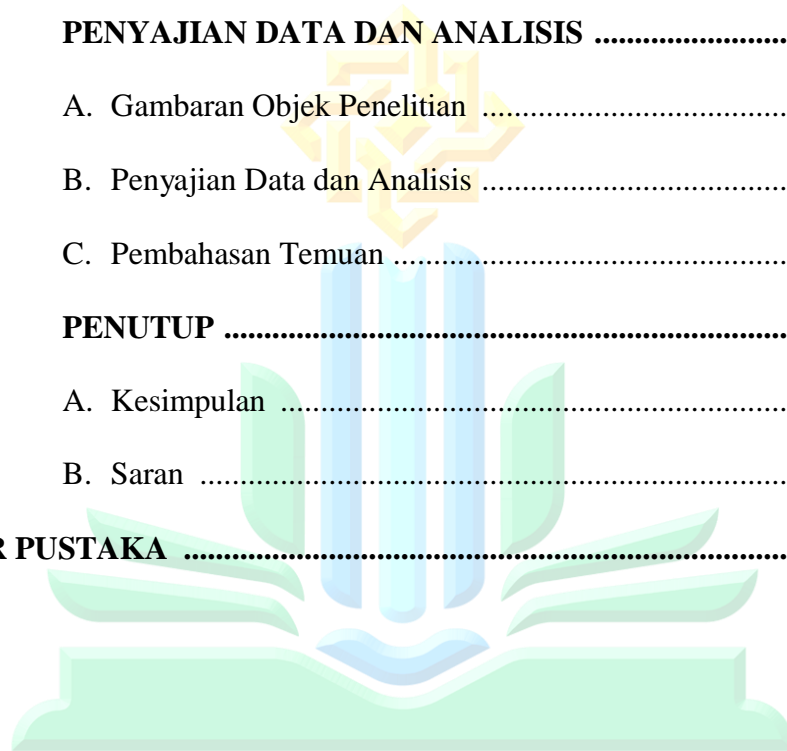 PENYAJIAN DATA DAN ANALISIS ........................
A. Gambaran Objek Penelitian ......................................
B. Penyajian Data dan Analisis ......................................
C. Pembahasan Temuan .................................................
PENUTUP ......................................................................
A. Kesimpulan ...............................................................
B. Saran .........................................................................
R PUSTAKA ...........................................................................